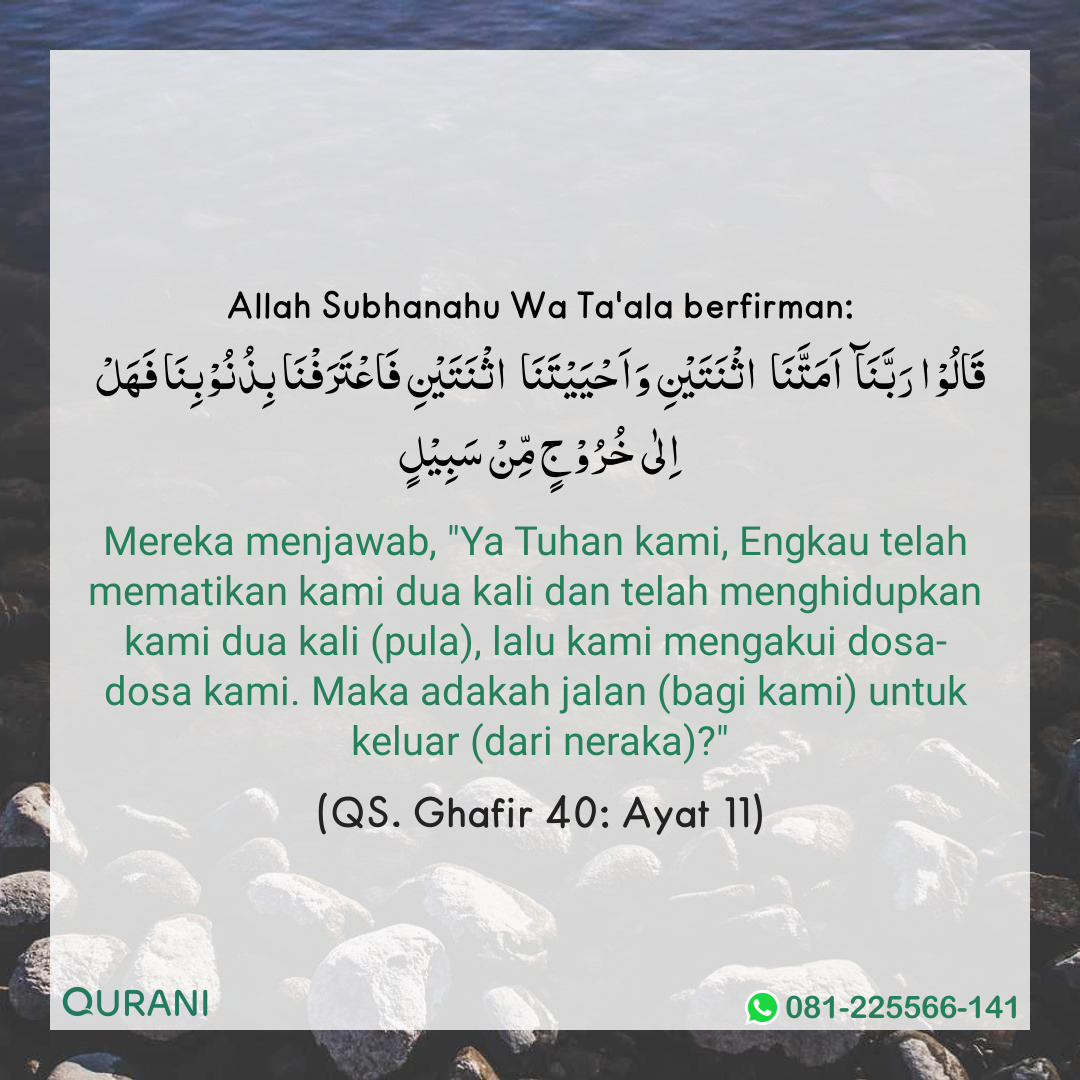 Allah Subhanahu Wa Ta'ala berfirman:
قَالُوْا رَبَّنَاۤ اَمَتَّنَا اثْنَتَيْنِ وَاَحْيَيْتَنَا اثْنَتَيْنِ فَاعْتَرَفْنَا بِذُنُوْبِنَا فَهَلْ
اِلٰى خُرُوْجٍ مِّنْ سَبِيْلٍ
Mereka menjawab, "Ya Tuhan kami, Engkau telah
mematikan kami dua kali dan telah menghidupkan
kami dua kali (pula), lalu kami mengakui dosa-
dosa kami. Maka adakah jalan (bagi kami) untuk
keluar (dari neraka)?"
(QS. Ghafir 40: Ayat 11)
QURANI
081-225566-141